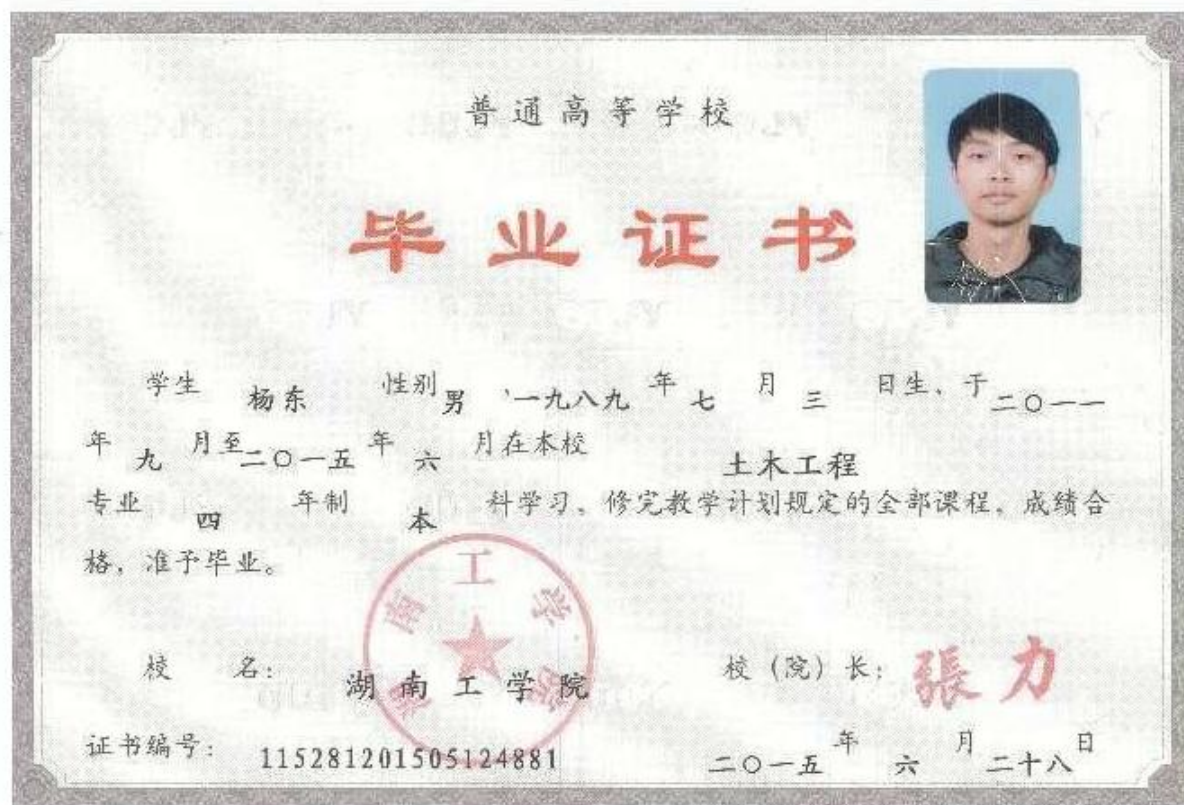 普通高等学校
毕业证书
学生 杨东 性别 男 、一九八九 年 七 月 三 日生、于 二〇一一
年 九 月至 二〇一五 年 六 月在本校 土木工程
专业 四 年制 本 科学习、修完教学计划规定的全部课程、成绩合
格、准予毕业。
校 名： 湖南工学院 校（院）长： 張力
湖南工学院
证书编号： 115281201505124881 二〇一五 年 六 月 二十八 日